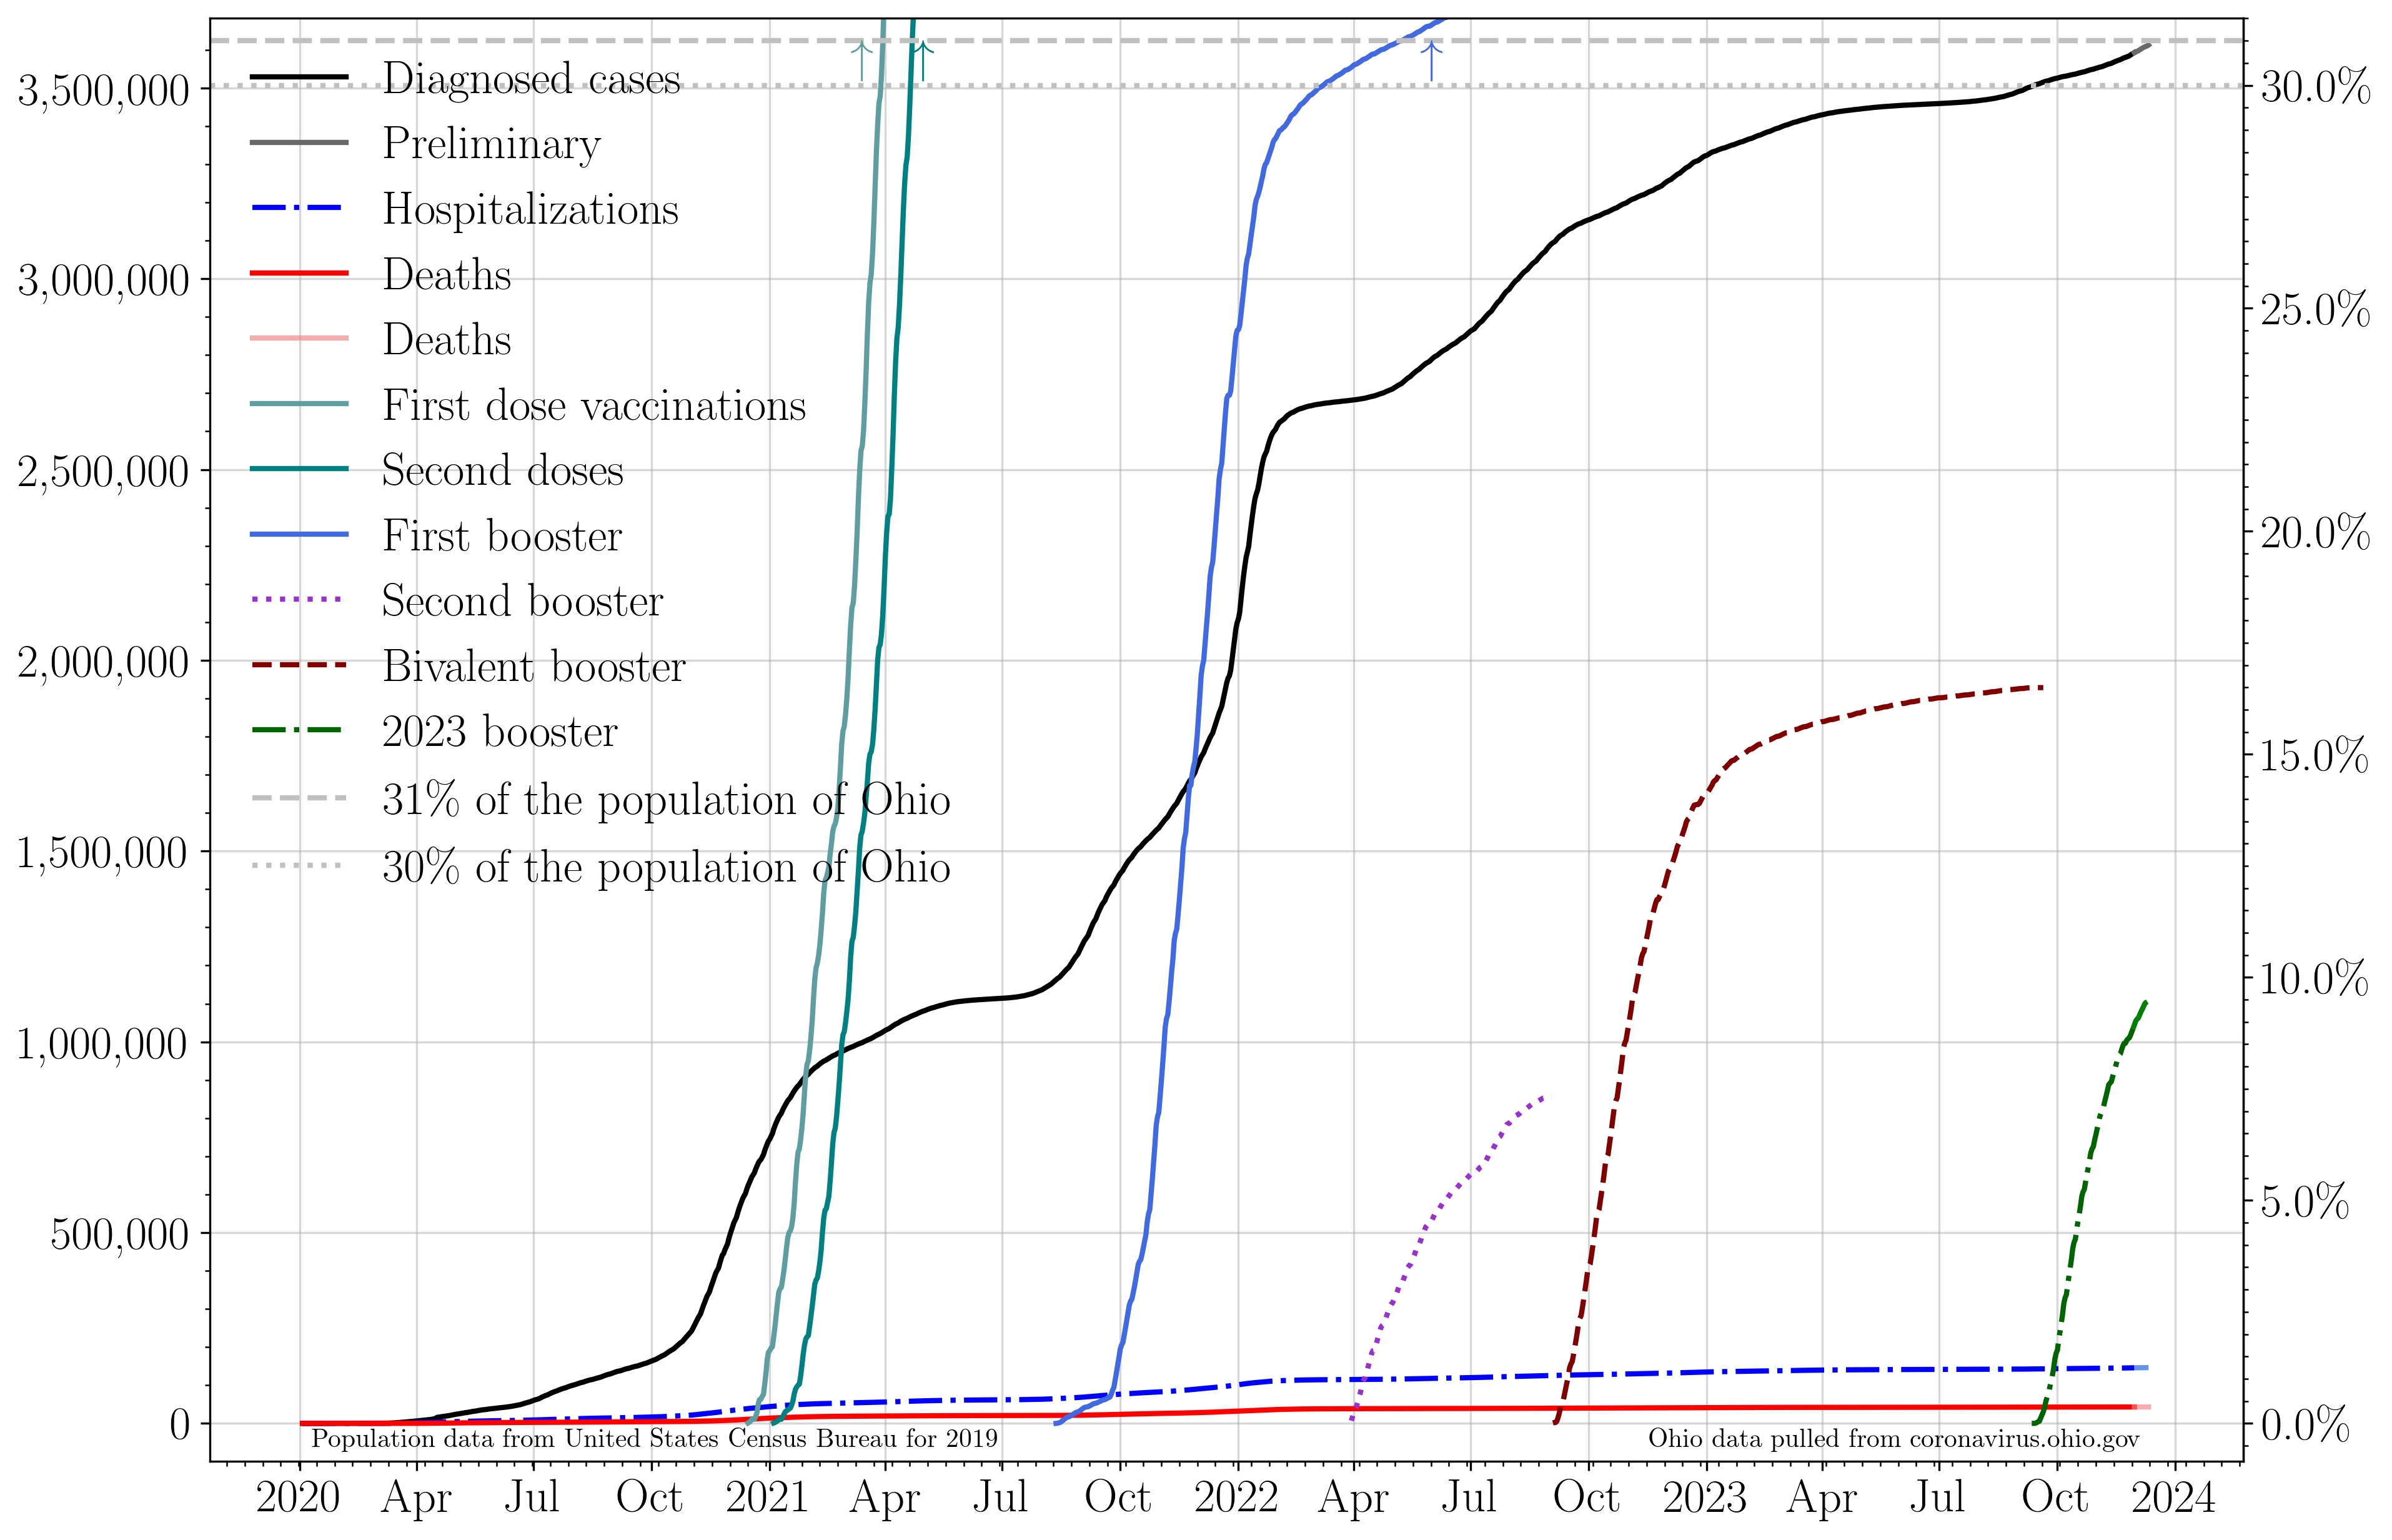 Diagnosed cases
Preliminary
Hospitalizations
Deaths
Deaths
First dose vaccinations
Second doses
First booster
Second booster
Bivalent booster
2023 booster
31% of the population of Ohio
30% of the population of Ohio
3,500,000
3,000,000
2,500,000
2,000,000
1,500,000
1,000,000
500,000
0
30.0%
25.0%
20.0%
15.0%
10.0%
5.0%
0.0%
Population data from United States Census Bureau for 2019
Ohio data pulled from coronavirus.ohio.gov
2020 Apr Jul Oct 2021 Apr Jul Oct 2022 Apr Jul Oct 2023 Apr Jul Oct 2024